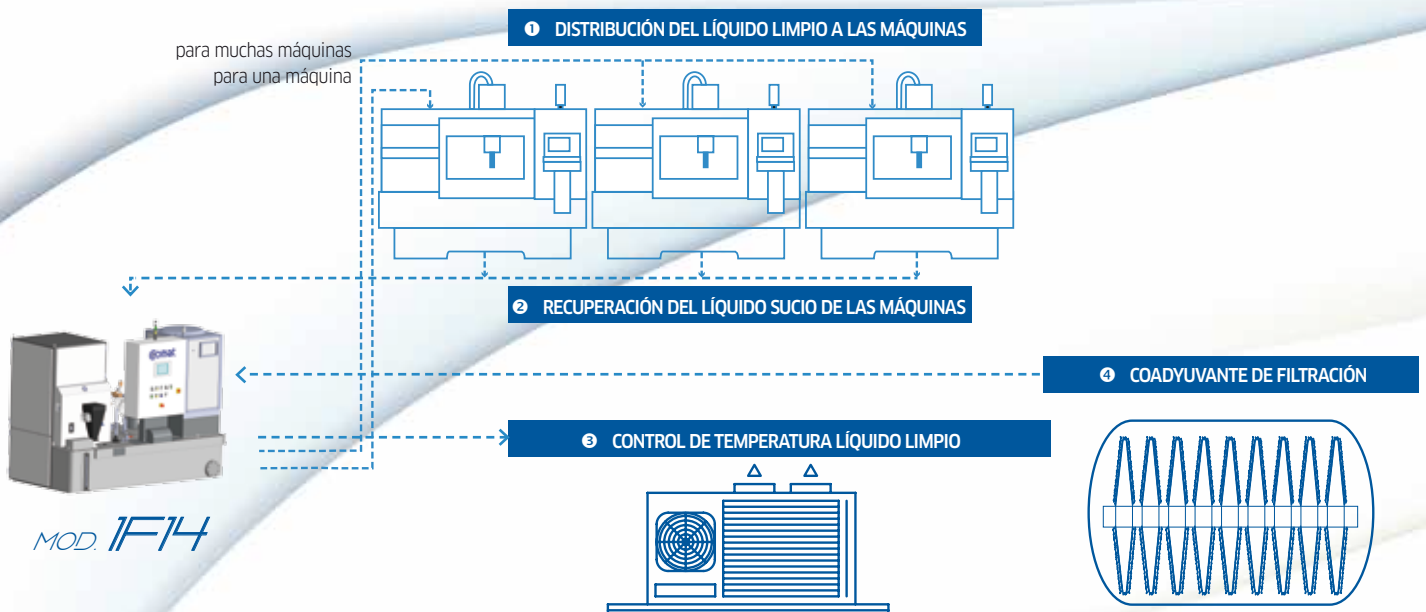 ❶ DISTRIBUCIÓN DEL LÍQUIDO LIMPIO A LAS MÁQUINAS
para muchas máquinas
para una máquina
❷ RECUPERACIÓN DEL LÍQUIDO SUCIO DE LAS MÁQUINAS
comat
❹ COADYUVANTE DE FILTRACIÓN
❸ CONTROL DE TEMPERATURA LÍQUIDO LIMPIO
MOD. 1F14